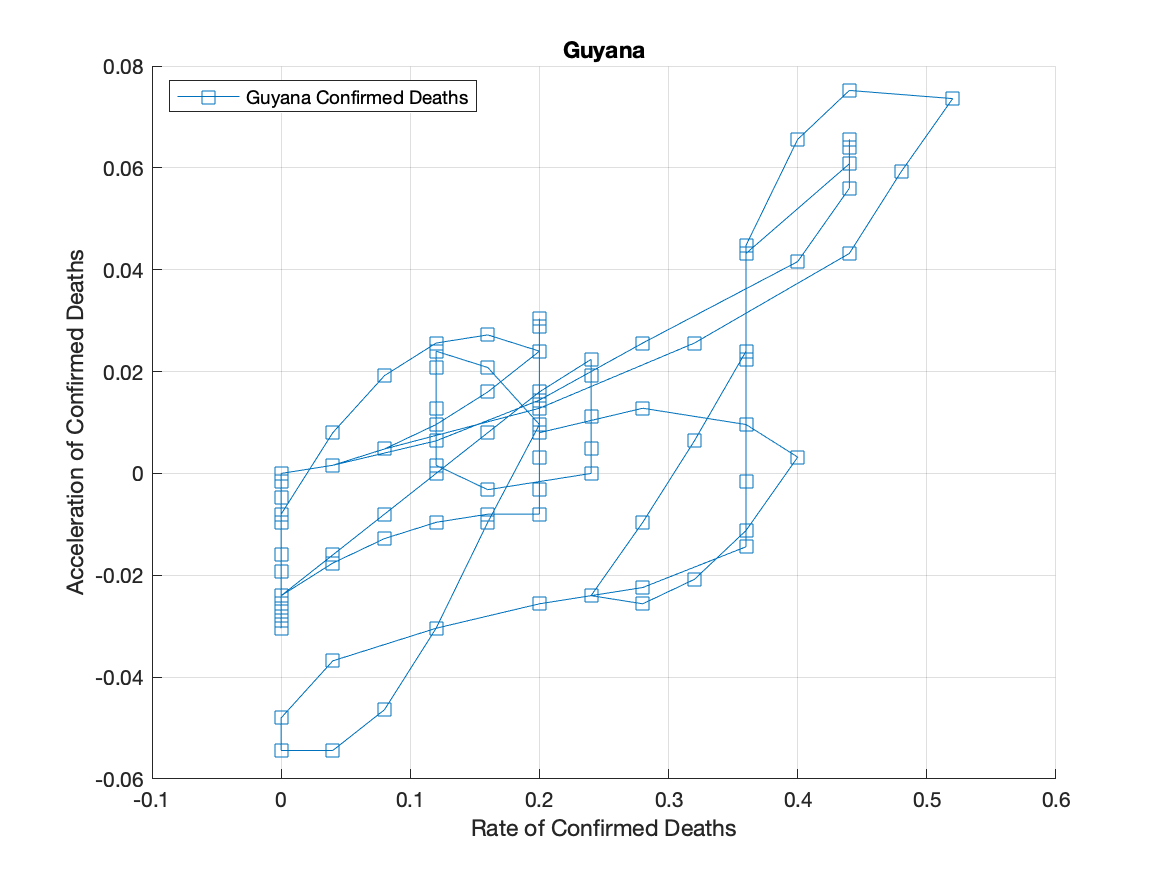 Guyana
Guyana Confirmed Deaths
0.08
0.06
0.04
0.02
0
-0.02
-0.04
-0.06
Acceleration of Confirmed Deaths
-0.1 0 0.1 0.2 0.3 0.4 0.5 0.6
Rate of Confirmed Deaths